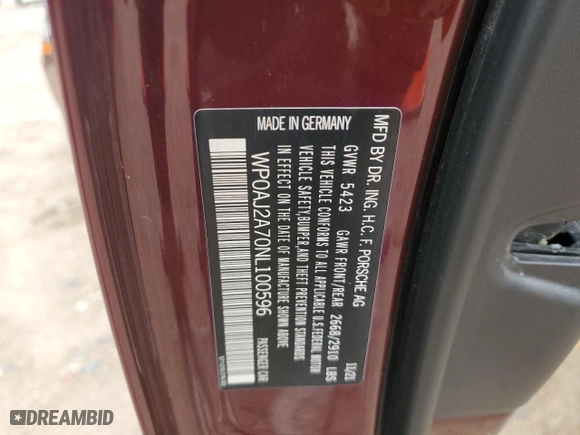 MFD BY DR. ING. H.C. F. PORSCHE AG
GVWR 5423 GAWR FRONT/REAR 2668/2910 LBS 11/21
THIS VEHICLE CONFORMS TO ALL APPLICABLE U.S.FEDERAL MOTOR
VEHICLE SAFETY,BUMPER,AND THEFT PREVENTION STANDARDS
IN EFFECT ON THE DATE OF MANUFACTURE SHOWN ABOVE
WP0AJ2A70NL100596 PASSENGER CAR
MADE IN GERMANY
DREAMBID